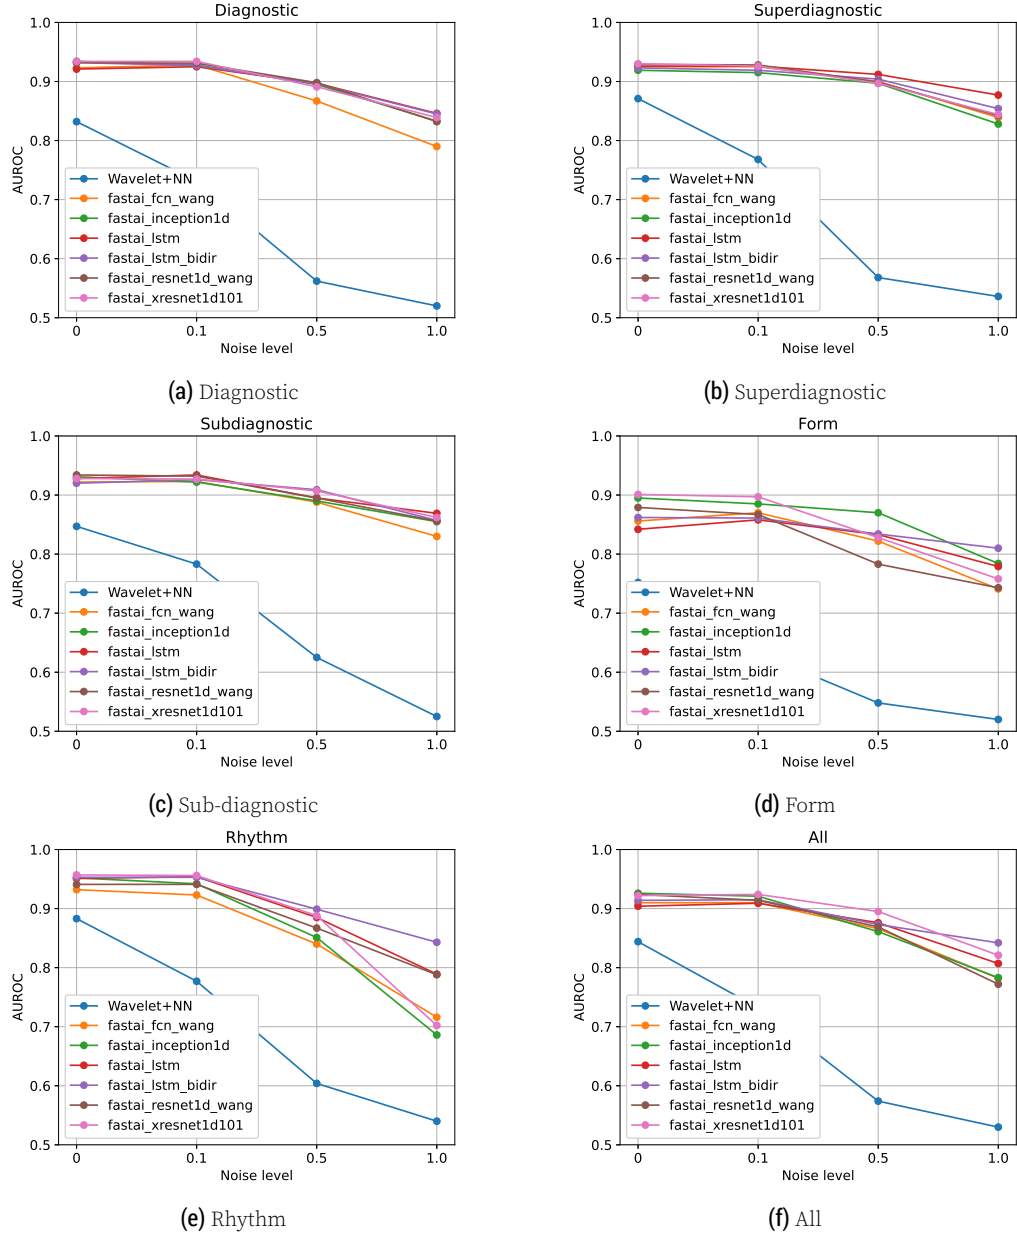 Diagnostic
1.0
0.9
0.8
0.7
0.6
0.5
AUROC
Wavelet+NN
fastai_fcn_wang
fastai_inception1d
fastai_lstm
fastai_lstm_bidir
fastai_resnet1d_wang
fastai_xresnet1d101
0 0.1 0.5 1.0
Noise level
(a) Diagnostic
Superdiagnostic
1.0
0.9
0.8
0.7
0.6
0.5
AUROC
Wavelet+NN
fastai_fcn_wang
fastai_inception1d
fastai_lstm
fastai_lstm_bidir
fastai_resnet1d_wang
fastai_xresnet1d101
0 0.1 0.5 1.0
Noise level
(b) Superdiagnostic
Subdiagnostic
1.0
0.9
0.8
0.7
0.6
0.5
AUROC
Wavelet+NN
fastai_fcn_wang
fastai_inception1d
fastai_lstm
fastai_lstm_bidir
fastai_resnet1d_wang
fastai_xresnet1d101
0 0.1 0.5 1.0
Noise level
(c) Sub-diagnostic
Form
1.0
0.9
0.8
0.7
0.6
0.5
AUROC
Wavelet+NN
fastai_fcn_wang
fastai_inception1d
fastai_lstm
fastai_lstm_bidir
fastai_resnet1d_wang
fastai_xresnet1d101
0 0.1 0.5 1.0
Noise level
(d) Form
Rhythm
1.0
0.9
0.8
0.7
0.6
0.5
AUROC
Wavelet+NN
fastai_fcn_wang
fastai_inception1d
fastai_lstm
fastai_lstm_bidir
fastai_resnet1d_wang
fastai_xresnet1d101
0 0.1 0.5 1.0
Noise level
(e) Rhythm
All
1.0
0.9
0.8
0.7
0.6
0.5
AUROC
Wavelet+NN
fastai_fcn_wang
fastai_inception1d
fastai_lstm
fastai_lstm_bidir
fastai_resnet1d_wang
fastai_xresnet1d101
0 0.1 0.5 1.0
Noise level
(f) All